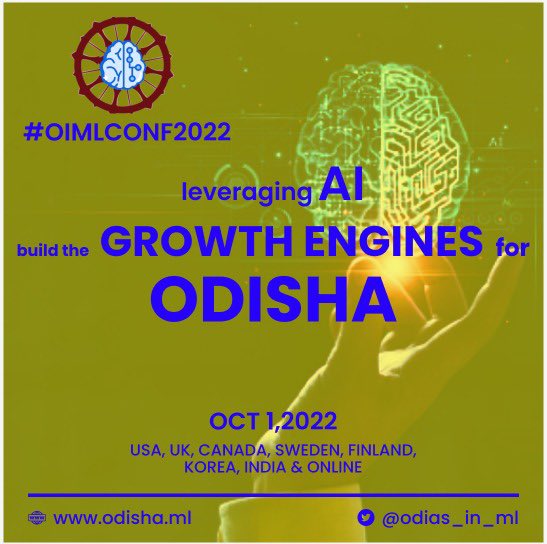 #OIMLCONF2022
leveraging AI
build the GROWTH ENGINES for
ODISHA
OCT 1,2022
USA, UK, CANADA, SWEDEN, FINLAND,
KOREA, INDIA & ONLINE
www.odisha.ml
@odias_in_ml